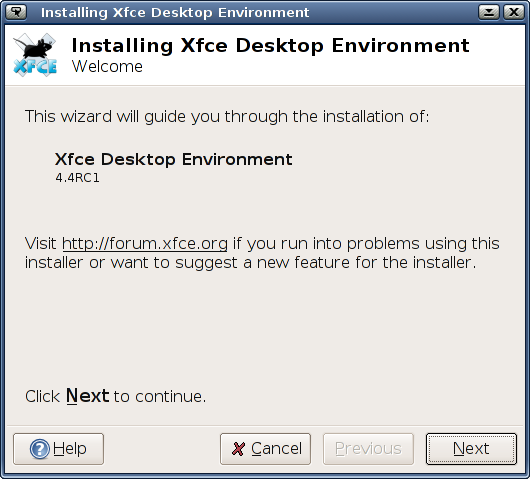 Installing Xfce Desktop Environment
Installing Xfce Desktop Environment
XFCE
Welcome
This wizard will guide you through the installation of:
Xfce Desktop Environment
4.4RC1
Visit http://forum.xfce.org if you run into problems using this
installer or want to suggest a new feature for the installer.
Click Next to continue.
Help
Cancel
Previous
Next